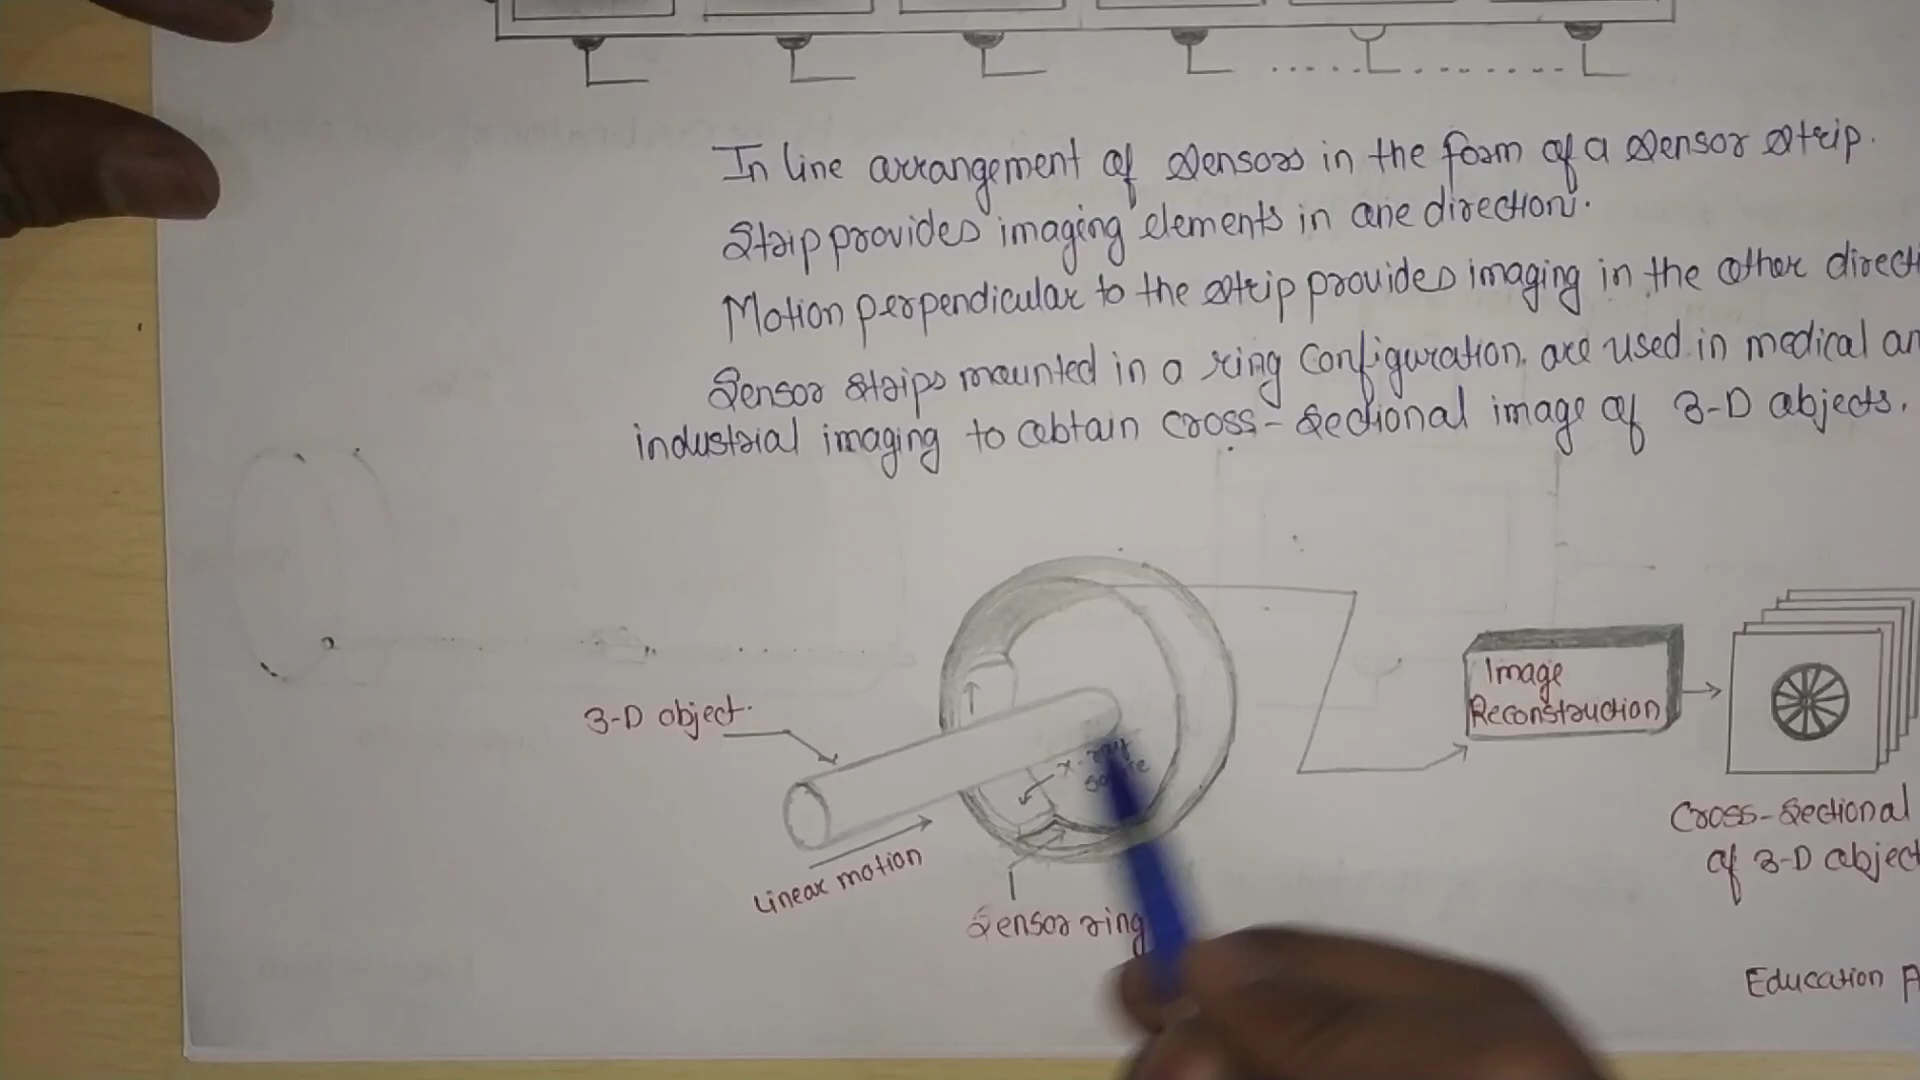 In line arrangement of Sensors in the form of a Sensor Strip.
Strip provides imaging elements in one direction.
Motion perpendicular to the strip provides imaging in the other directi
Sensor strips mounted in a ring configuration. are used in medical an
industrial imaging to obtain cross-sectional image of 3-D objects.
3-D object.
Image
Reconstruction
x-ray
source
Linear motion
Sensor ring
Cross-Sectional
of 3-D object
Education A